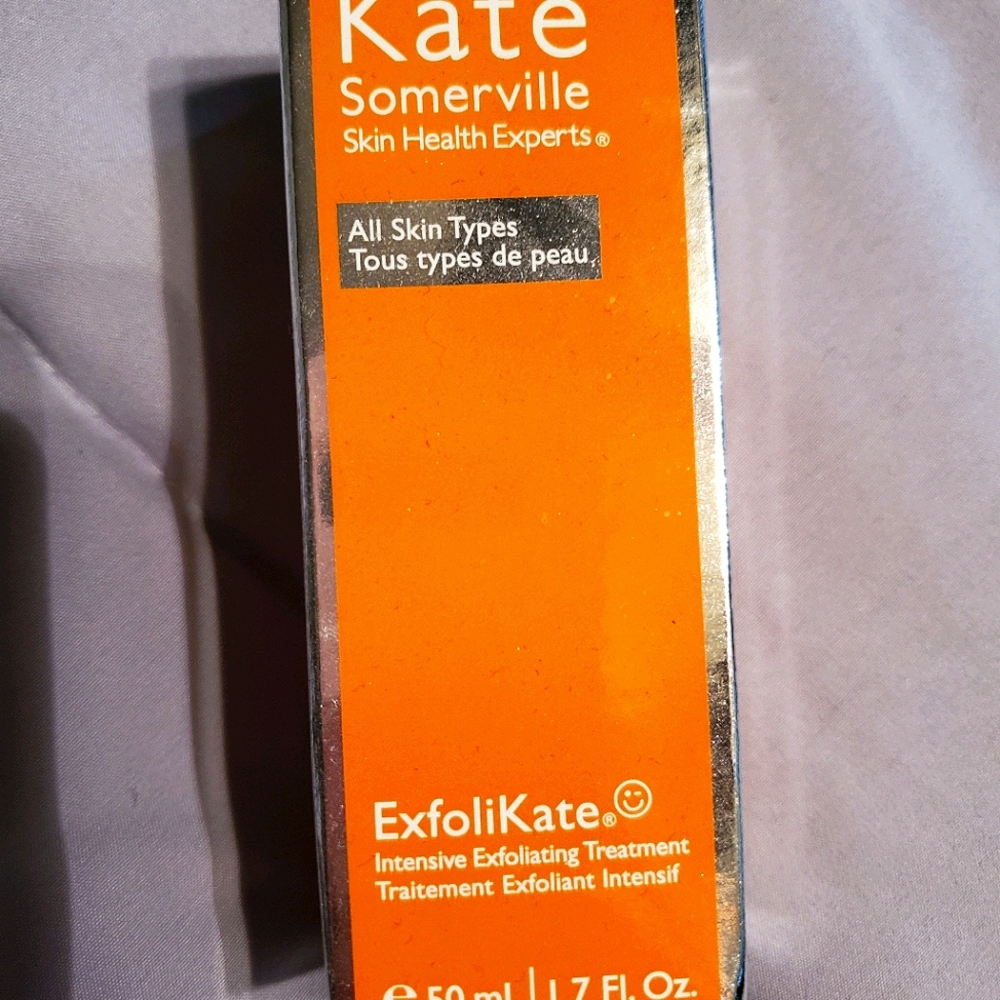 Kate
Somerville
Skin Health Experts®
All Skin Types
Tous types de peau
ExfoliKate®
Intensive Exfoliating Treatment
Traitement Exfoliant Intensif
e 50 ml | 1.7 Fl. Oz.